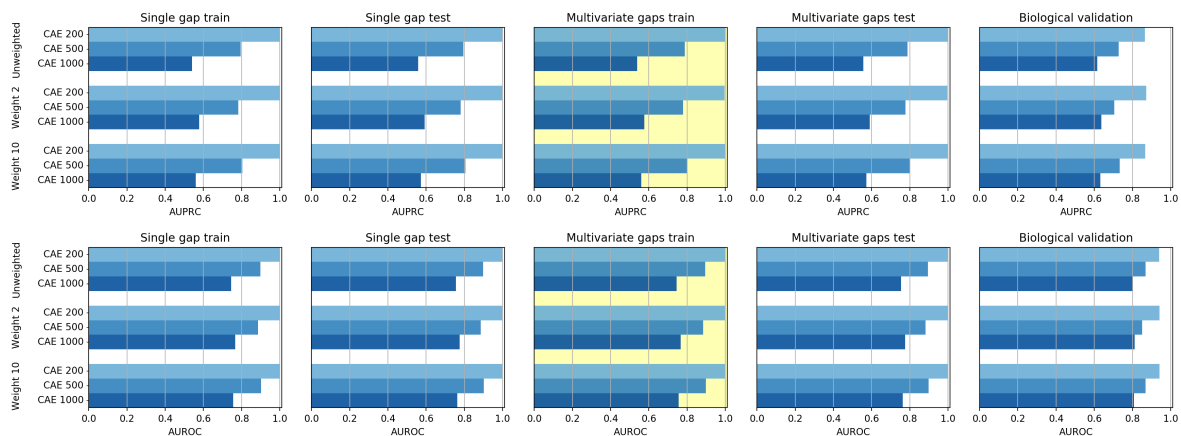 Single gap train Single gap test Multivariate gaps train Multivariate gaps test Biological validation
Unweighted
CAE 200
CAE 500
CAE 1000
Weight 2
CAE 200
CAE 500
CAE 1000
Weight 10
CAE 200
CAE 500
CAE 1000
0.0 0.2 0.4 0.6 0.8 1.0 0.0 0.2 0.4 0.6 0.8 1.0 0.0 0.2 0.4 0.6 0.8 1.0 0.0 0.2 0.4 0.6 0.8 1.0 0.0 0.2 0.4 0.6 0.8 1.0
AUPRC AUPRC AUPRC AUPRC AUPRC
Single gap train Single gap test Multivariate gaps train Multivariate gaps test Biological validation
Unweighted
CAE 200
CAE 500
CAE 1000
Weight 2
CAE 200
CAE 500
CAE 1000
Weight 10
CAE 200
CAE 500
CAE 1000
0.0 0.2 0.4 0.6 0.8 1.0 0.0 0.2 0.4 0.6 0.8 1.0 0.0 0.2 0.4 0.6 0.8 1.0 0.0 0.2 0.4 0.6 0.8 1.0 0.0 0.2 0.4 0.6 0.8 1.0
AUROC AUROC AUROC AUROC AUROC